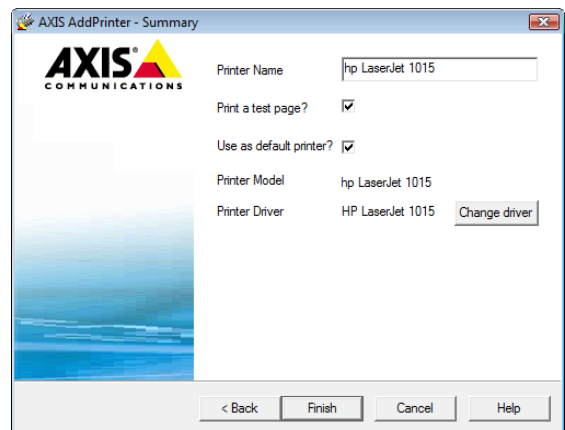 AXIS AddPrinter - Summary
AXIS
COMMUNICATIONS
Printer Name hp LaserJet 1015
Print a test page?
Use as default printer?
Printer Model hp LaserJet 1015
Printer Driver HP LaserJet 1015 Change driver
< Back Finish Cancel Help